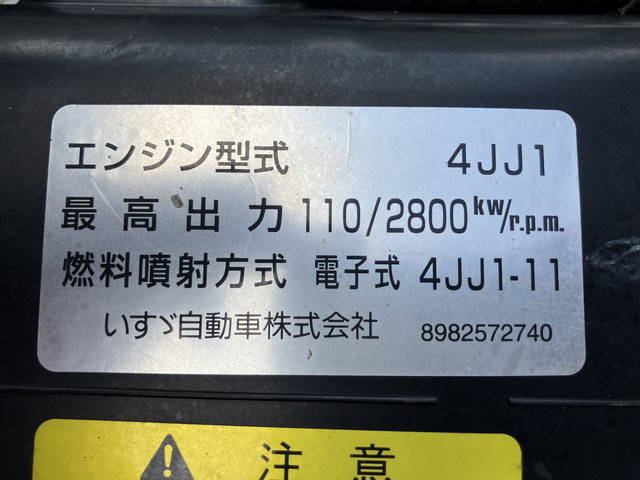 エンジン型式 4JJ1
最高出力 110/2800kW/r.p.m.
燃料噴射方式 電子式 4JJ1-11
いすゞ自動車株式会社 8982572740
注意